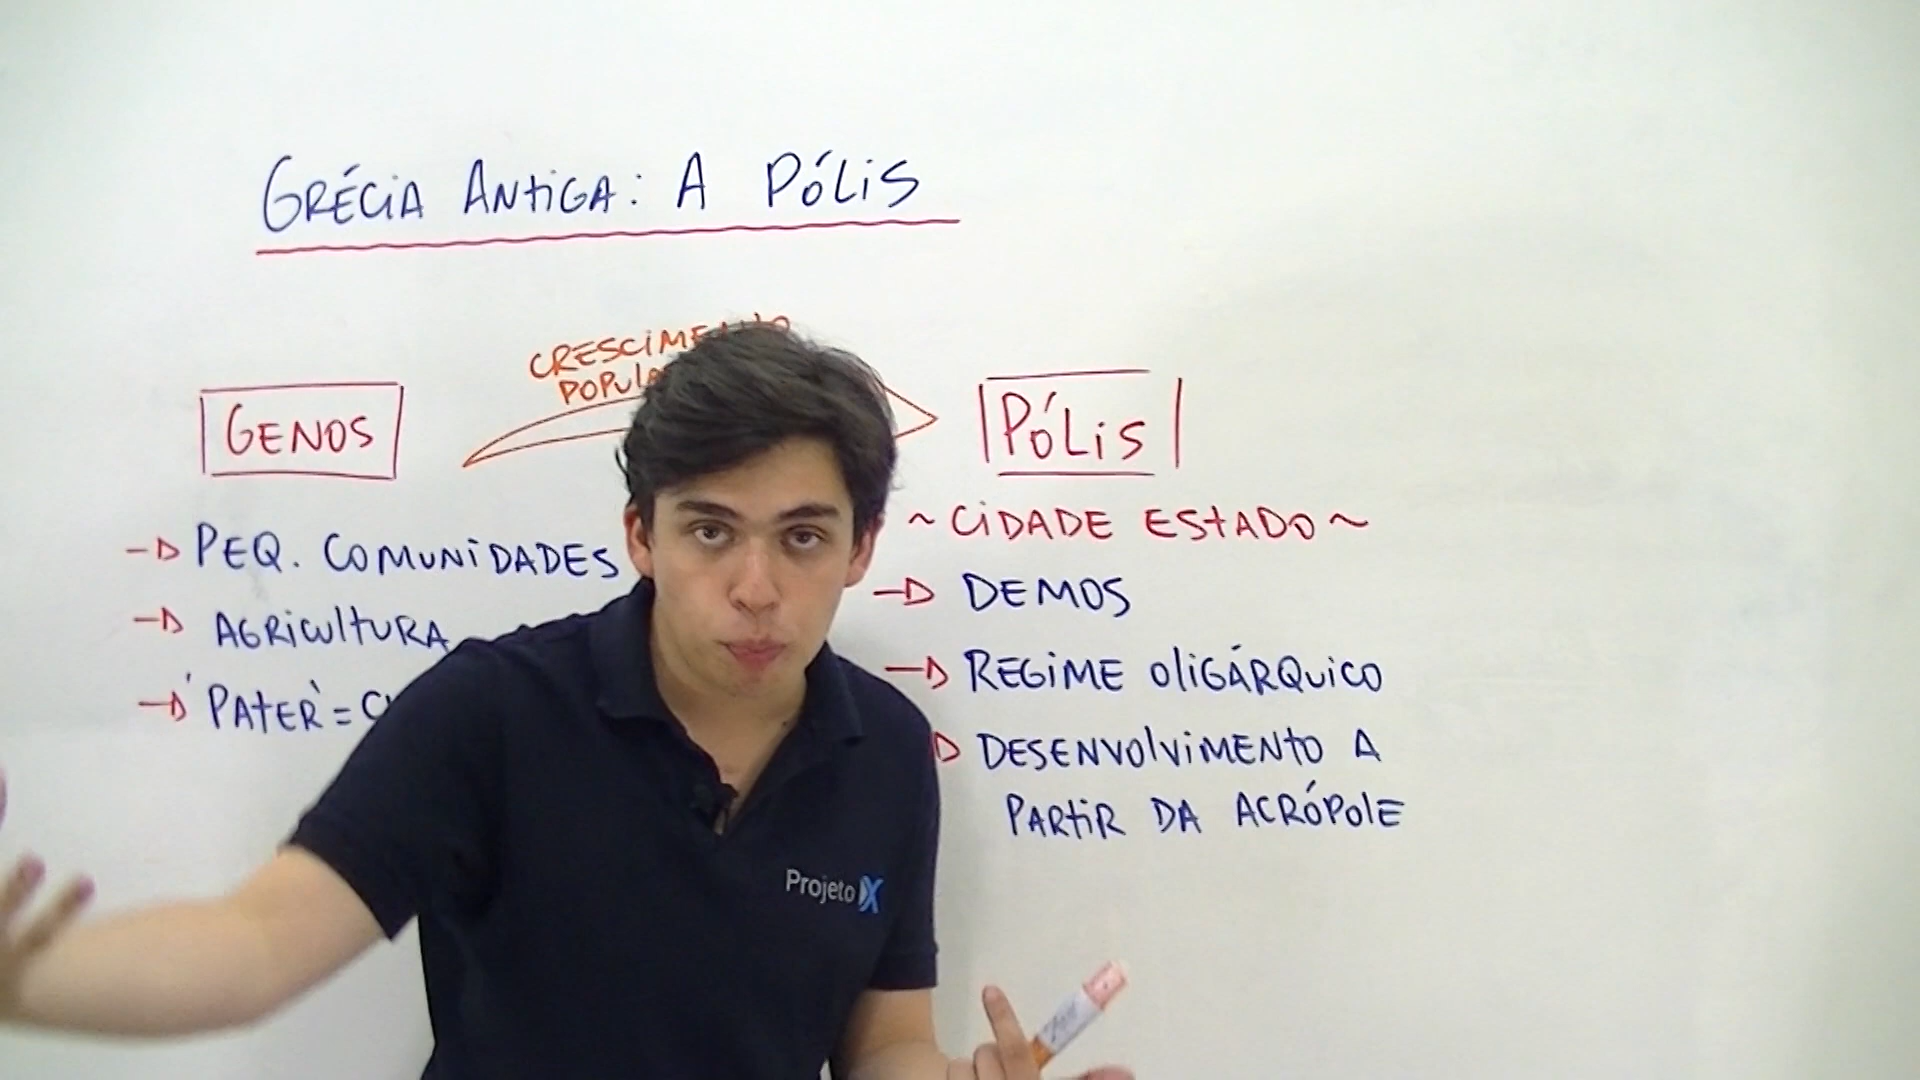 GRÉCIA ANTIGA: A PÓLIS
GENOS
PÓLIS
→ PEQ. COMUNIDADES
→ AGRICULTURA
→ 'PATER' =
~ CIDADE ESTADO ~
→ DEMOS
→ REGIME OLIGÁRQUICO
DESENVOLVIMENTO A
PARTIR DA ACRÓPOLE
Projeto X